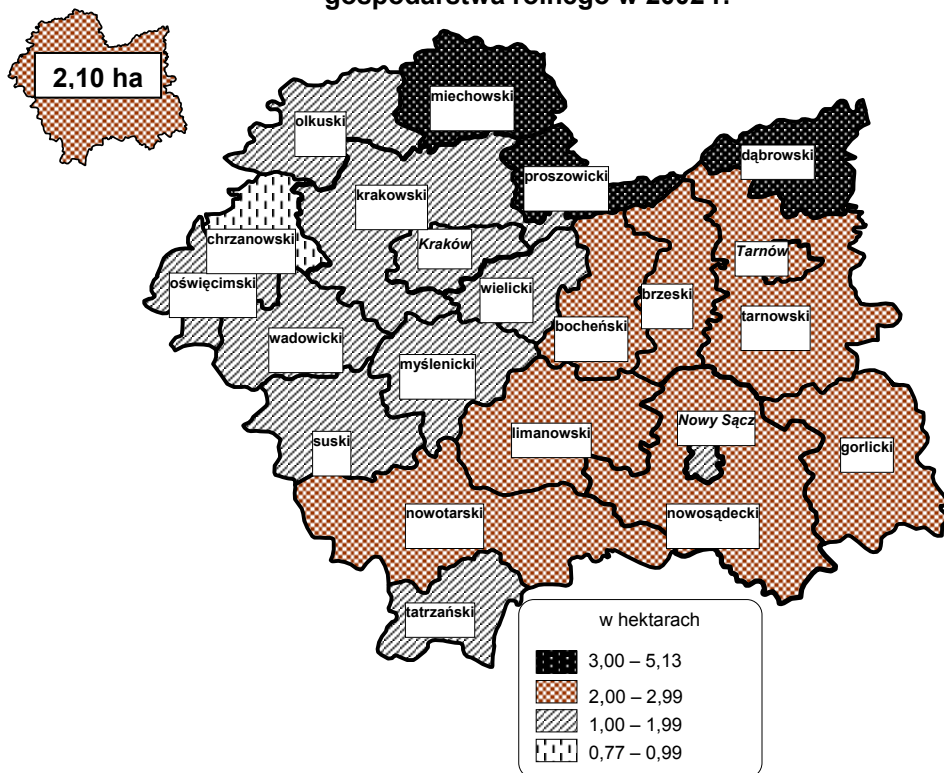 gospodarstwa rolnego w 2002 r.
2,10 ha
miechowski
olkuski
dąbrowski
proszowicki
krakowski
chrzanowski
Kraków
Tarnów
oświęcimski
wielicki
brzeski
tarnowski
bocheński
wadowicki
myślenicki
Nowy Sącz
limanowski
suski
gorlicki
nowotarski
nowosądecki
tatrzański
w hektarach
3,00 – 5,13
2,00 – 2,99
1,00 – 1,99
0,77 – 0,99